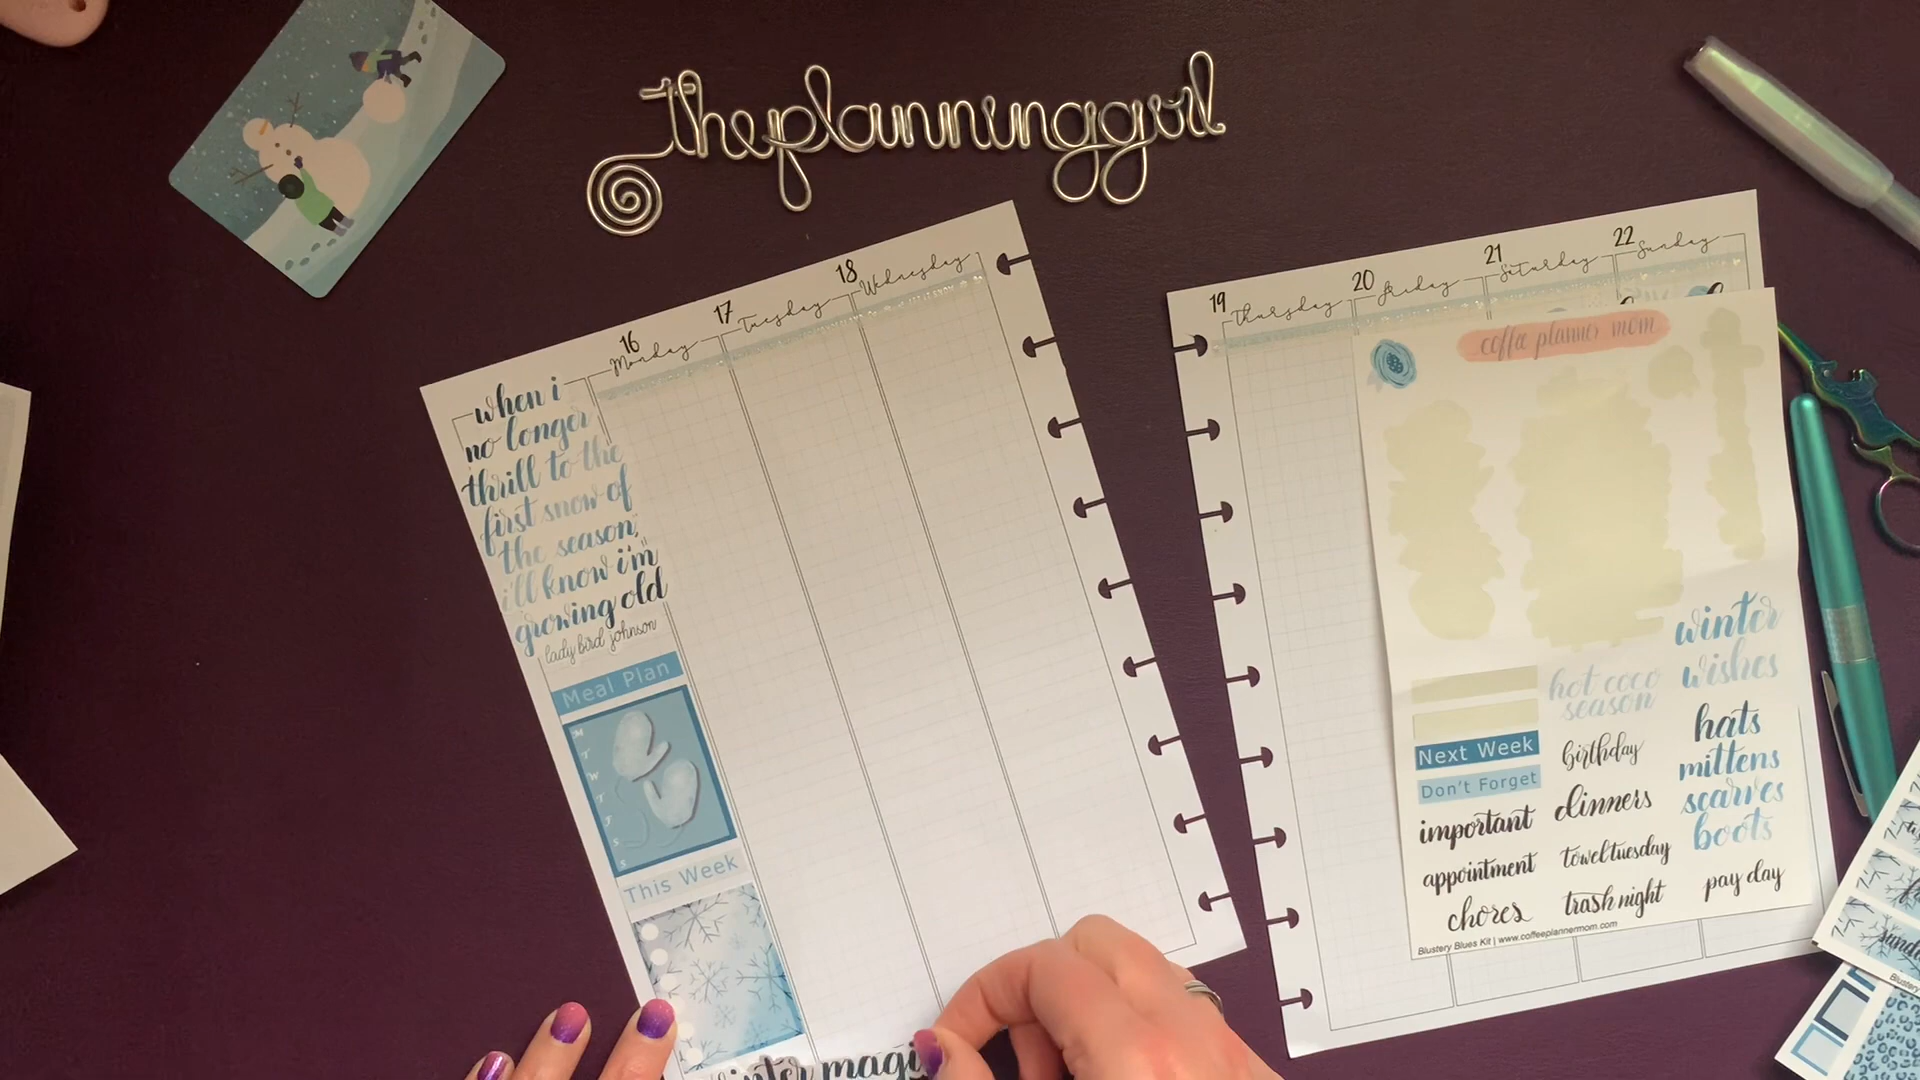 theplanninggirl
16 Monday
17 Tuesday
18 Wednesday
when i
no longer
thrill to the
first snow of
the season,
i'll know i'm
growing old
lady bird johnson
Meal Plan
M
T
W
T
F
S
S
This Week
winter magi
19 Thursday
20 Friday
21 Saturday
22 Sunday
coffee planner mom
winter
wishes
hot coco
season
hats
mittens
scarves
boots
Next Week
Don't Forget
birthday
important
dinners
appointment
towel tuesday
chores
trash night
pay day
Blustery Blues Kit | www.coffeeplannermom.com